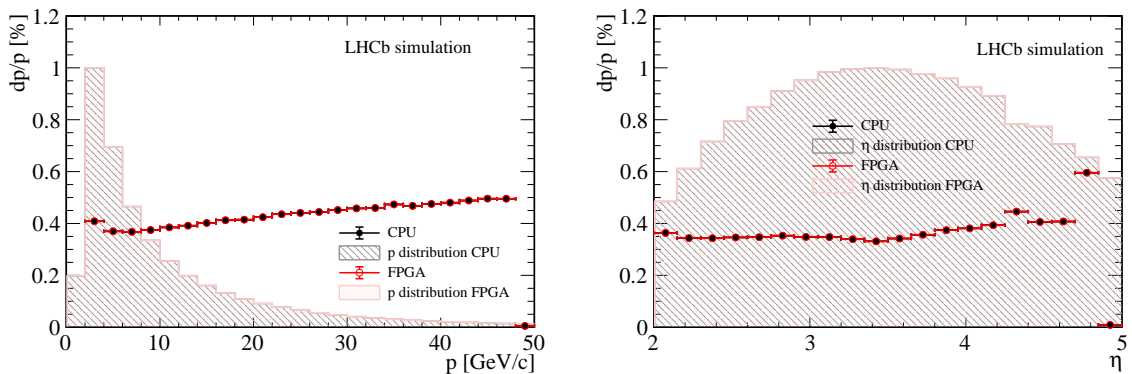 dp/p [%]
1.2
1
0.8
0.6
0.4
0.2
0
LHCb simulation
CPU
p distribution CPU
FPGA
p distribution FPGA
0 10 20 30 40 50
p [GeV/c]
dp/p [%]
1.2
1
0.8
0.6
0.4
0.2
0
LHCb simulation
CPU
η distribution CPU
FPGA
η distribution FPGA
2 3 4 5
η